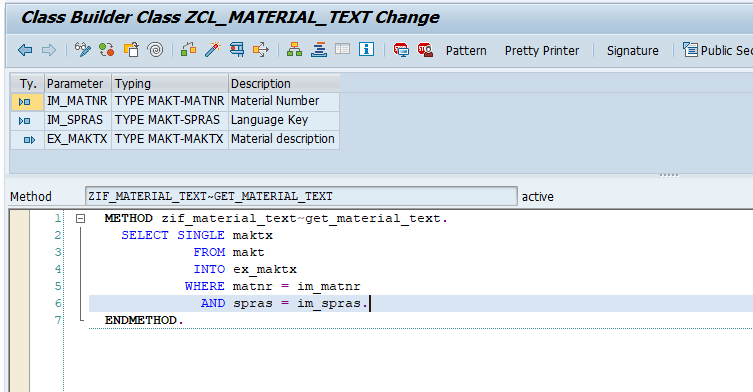 Class Builder Class ZCL_MATERIAL_TEXT Change
Pattern Pretty Printer Signature Public Sec
Ty. Parameter Typing Description
IM_MATNR TYPE MAKT-MATNR Material Number
IM_SPRAS TYPE MAKT-SPRAS Language Key
EX_MAKTX TYPE MAKT-MAKTX Material description
Method ZIF_MATERIAL_TEXT~GET_MATERIAL_TEXT active
1 METHOD zif_material_text~get_material_text.
2 SELECT SINGLE maktx
3 FROM makt
4 INTO ex_maktx
5 WHERE matnr = im_matnr
6 AND spras = im_spras.
7 ENDMETHOD.